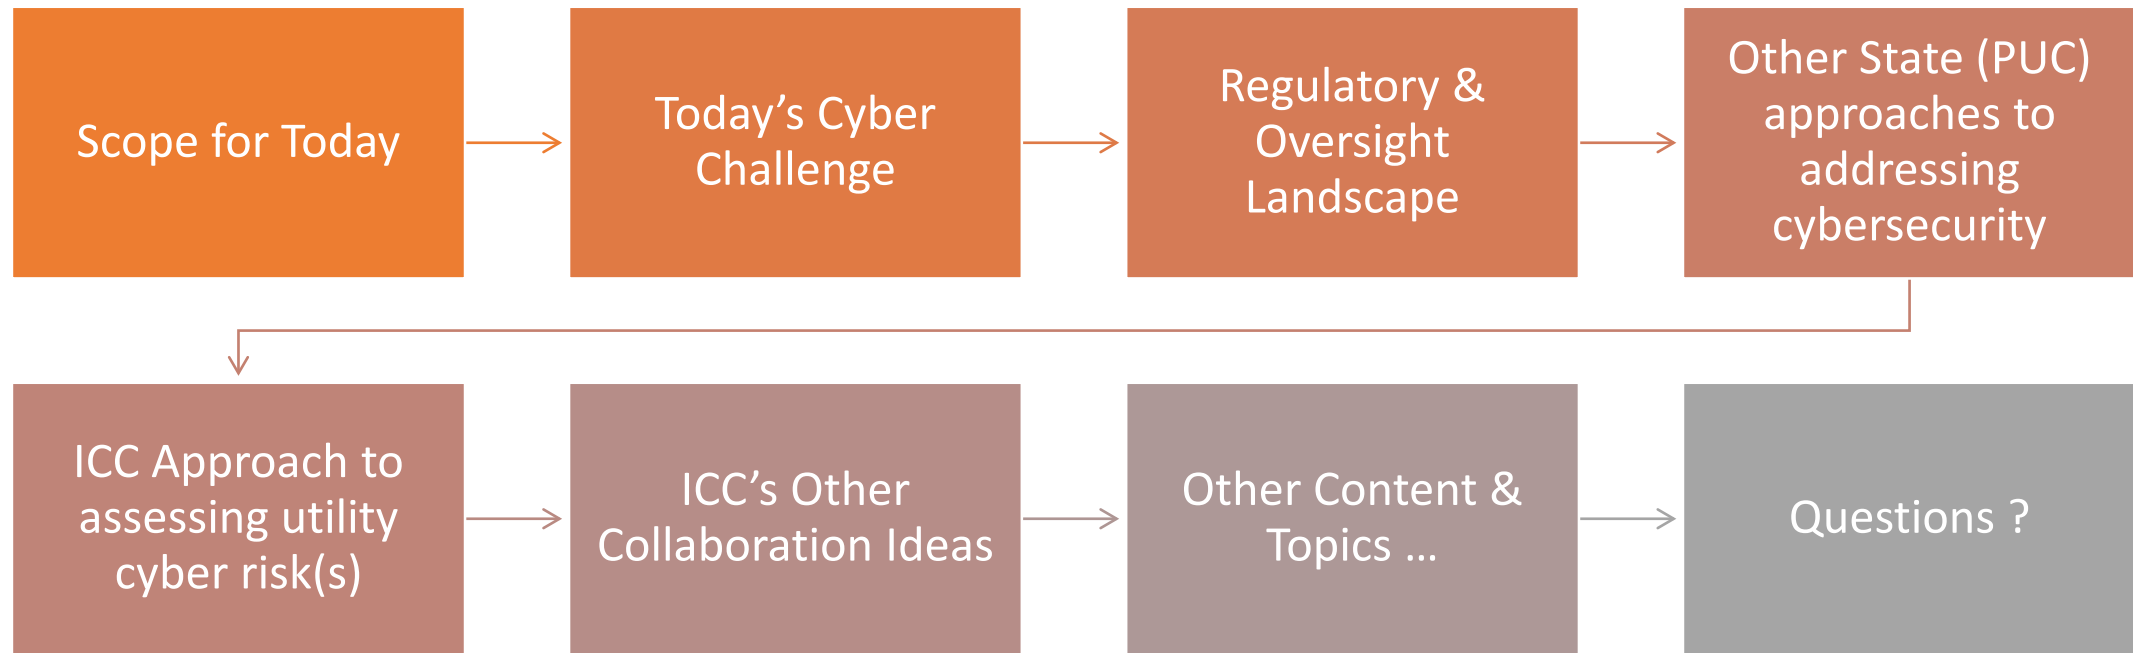 Scope for Today
Today’s Cyber
Challenge
Regulatory &
Oversight
Landscape
Other State (PUC)
approaches to
addressing
cybersecurity
ICC Approach to
assessing utility
cyber risk(s)
ICC’s Other
Collaboration Ideas
Other Content &
Topics ...
Questions ?